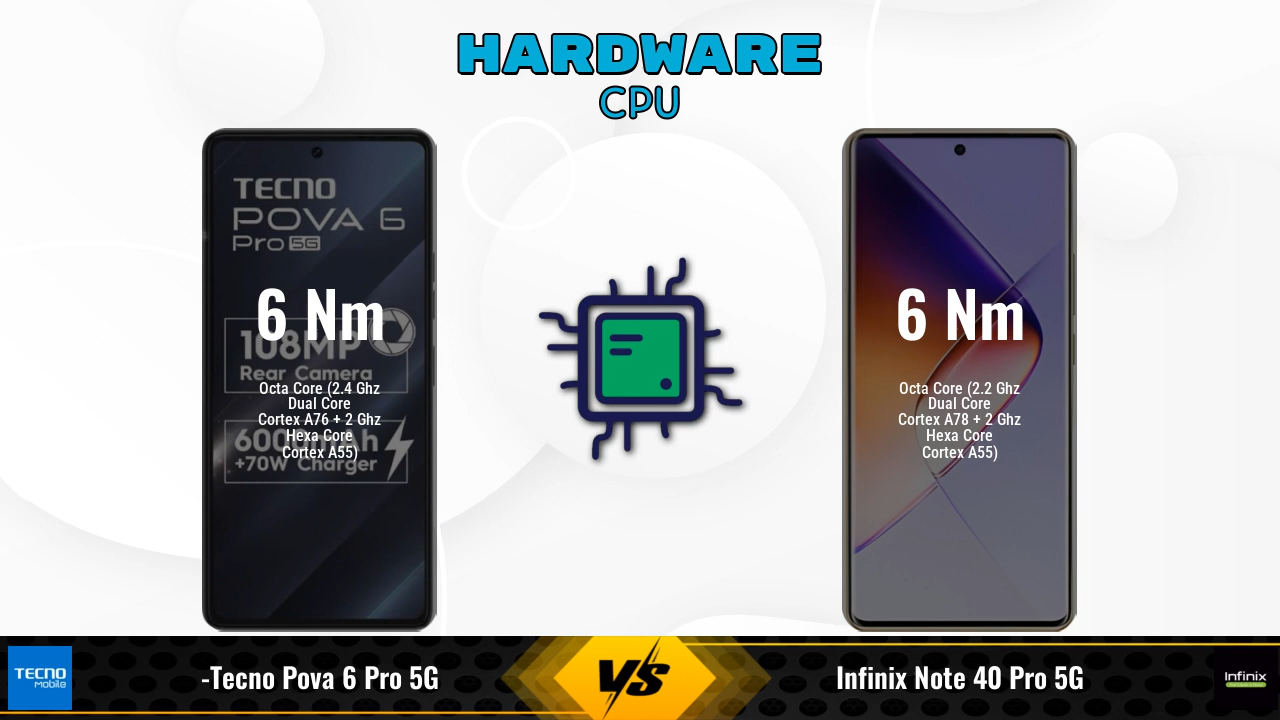 HARDWARE
CPU
TECNO
POVA 6
Pro 5G
6 Nm
108MP
Rear Camera
Octa Core (2.4 Ghz
Dual Core
Cortex A76 + 2 Ghz
Hexa Core
Cortex A55)
6000mAh
+70W Charger
6 Nm
Octa Core (2.2 Ghz
Dual Core
Cortex A78 + 2 Ghz
Hexa Core
Cortex A55)
TECNO
mobile
-Tecno Pova 6 Pro 5G
VS
Infinix Note 40 Pro 5G
Infinix